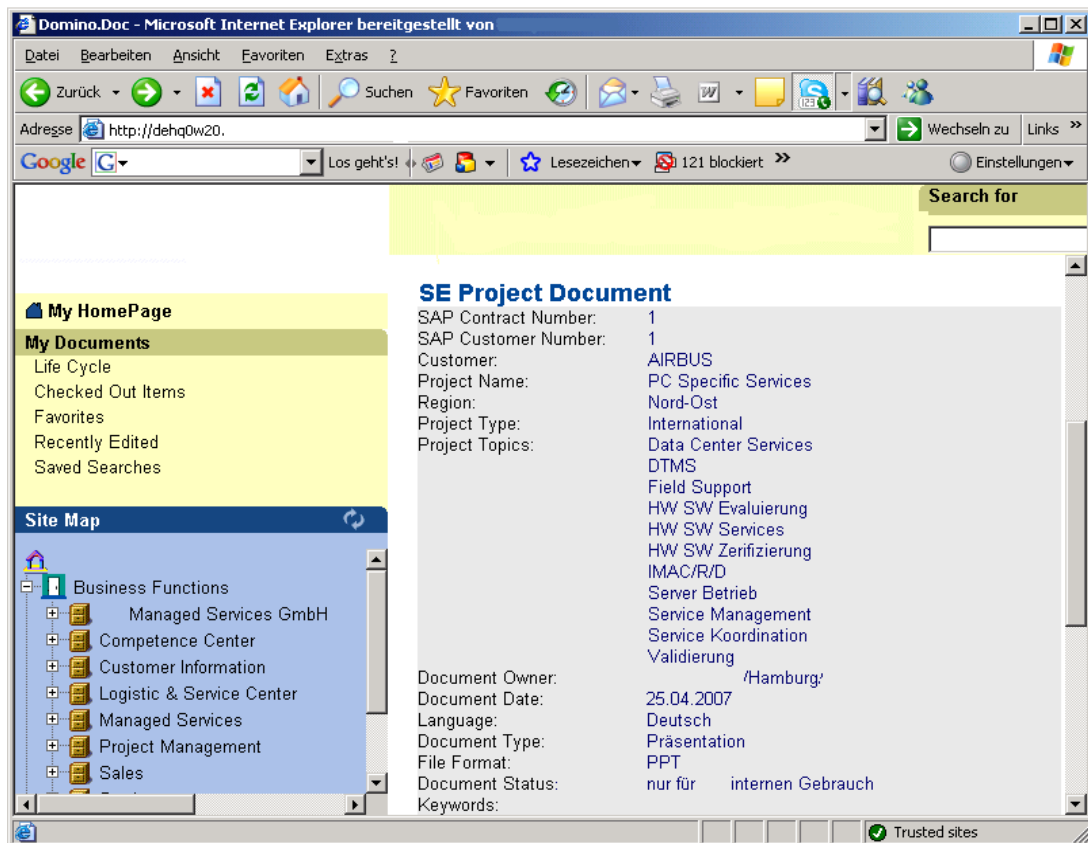 Domino.Doc - Microsoft Internet Explorer bereitgestellt von
Datei Bearbeiten Ansicht Favoriten Extras ?
Zurück Suchen Favoriten
Adresse http://dehq0w20. Wechseln zu Links »
Google G Los geht's! Lesezeichen 121 blockiert » Einstellungen
Search for
My HomePage
My Documents
Life Cycle
Checked Out Items
Favorites
Recently Edited
Saved Searches
Site Map
Business Functions
Managed Services GmbH
Competence Center
Customer Information
Logistic & Service Center
Managed Services
Project Management
Sales
SE Project Document
SAP Contract Number: 1
SAP Customer Number: 1
Customer: AIRBUS
Project Name: PC Specific Services
Region: Nord-Ost
Project Type: International
Project Topics: Data Center Services
DTMS
Field Support
HW SW Evaluierung
HW SW Services
HW SW Zerifizierung
IMAC/R/D
Server Betrieb
Service Management
Service Koordination
Validierung
Document Owner: /Hamburg/
Document Date: 25.04.2007
Language: Deutsch
Document Type: Präsentation
File Format: PPT
Document Status: nur für internen Gebrauch
Keywords:
Trusted sites